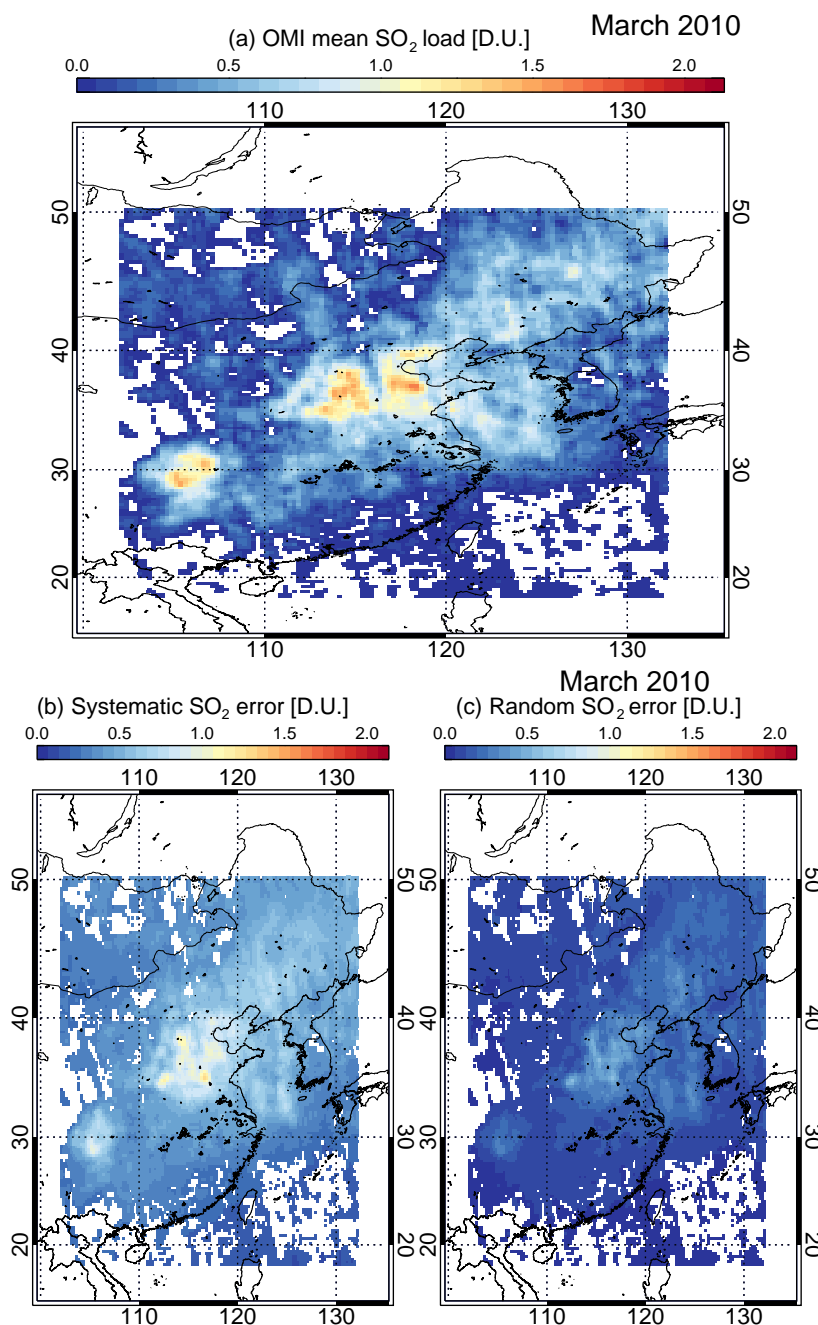 March 2010
(a) OMI mean SO₂ load [D.U.]
0.0 0.5 1.0 1.5 2.0
110 120 130
50 50
40 40
30 30
20 20
110 120 130
March 2010
(b) Systematic SO₂ error [D.U.] (c) Random SO₂ error [D.U.]
0.0 0.5 1.0 1.5 2.0 0.0 0.5 1.0 1.5 2.0
110 120 130 110 120 130
50 50 50 50
40 40 40 40
30 30 30 30
20 20 20 20
110 120 130 110 120 130